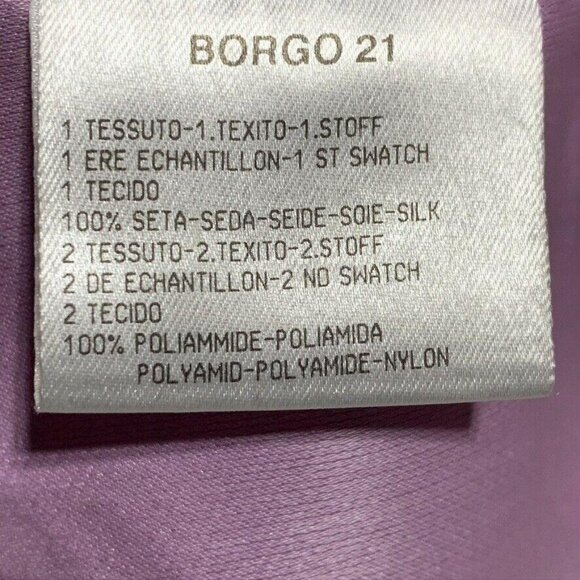 BORGO 21
1 TESSUTO-1.TEXITO-1.STOFF
1 ERE ECHANTILLON-1 ST SWATCH
1 TECIDO
100% SETA-SEDA-SEIDE-SOIE-SILK
2 TESSUTO-2.TEXITO-2.STOFF
2 DE ECHANTILLON-2 ND SWATCH
2 TECIDO
100% POLIAMMIDE-POLIAMIDA
POLYAMID-POLYAMIDE-NYLON